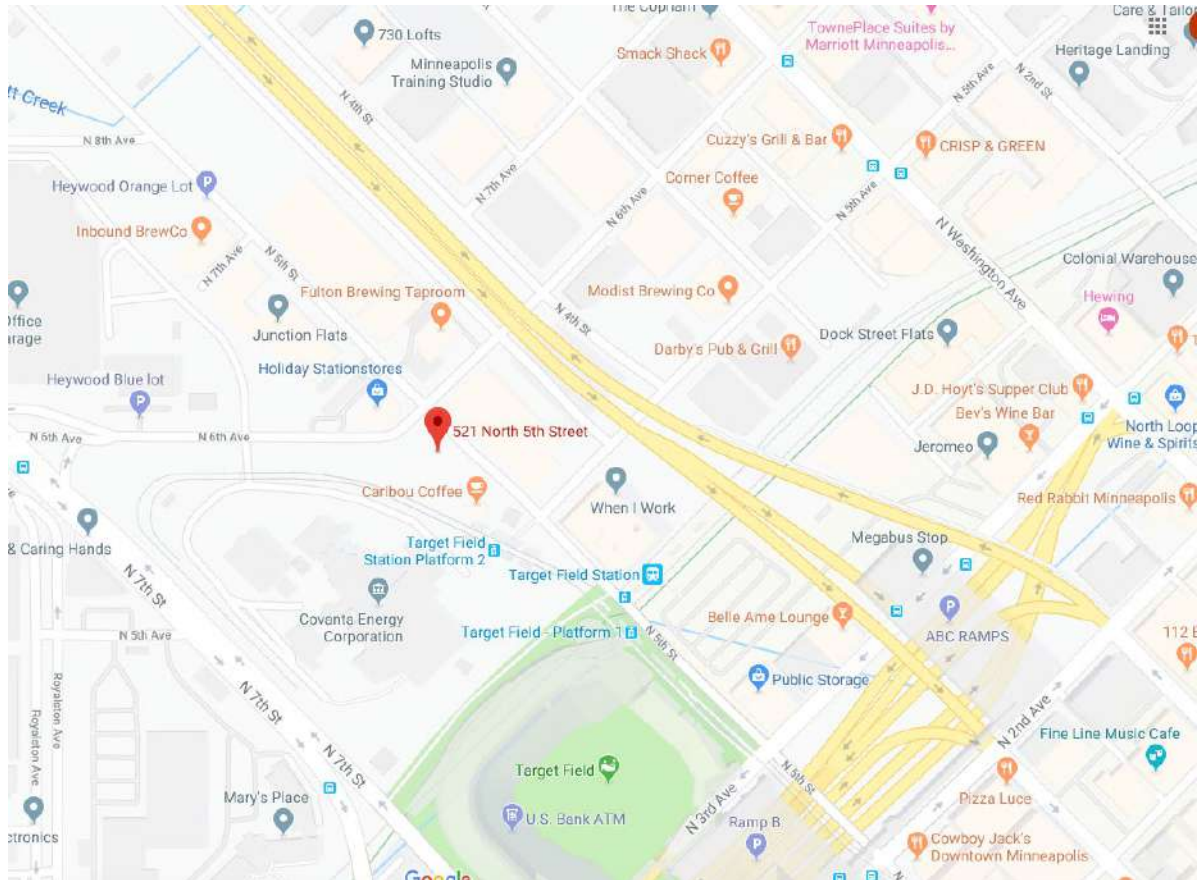 The Copham
730 Lofts
Smack Shack
TownePlace Suites by
Marriott Minneapolis...
Care & Tailor
Heritage Landing
Minneapolis
Training Studio
N 4th St
N 5th Ave
N 2nd St
tt Creek
N 8th Ave
Cuzzy's Grill & Bar
CRISP & GREEN
Heywood Orange Lot
N 7th Ave
Corner Coffee
N 6th Ave
N 5th Ave
Inbound BrewCo
N 7th Ave
N 5th St
N Washington Ave
Colonial Warehouse
Fulton Brewing Taproom
Modist Brewing Co
Hewing
Office
arage
Junction Flats
N 4th St
Dock Street Flats
Darby's Pub & Grill
Holiday Stationstores
Heywood Blue lot
J.D. Hoyt's Supper Club
Bev's Wine Bar
521 North 5th Street
N 6th Ave
N 6th Ave
North Loop
Wine & Spirits
Jeromeo
Caribou Coffee
When I Work
Red Rabbit Minneapolis
Megabus Stop
& Caring Hands
Target Field
Station Platform 2
Target Field Station
N 7th St
Covanta Energy
Corporation
Belle Ame Lounge
ABC RAMPS
N 5th Ave
Target Field - Platform 1
N 5th St
112 E
Public Storage
Royalston Ave
Royalston Ave
N 7th St
N 2nd Ave
Fine Line Music Cafe
N 7th St
Target Field
N 5th St
Mary's Place
N 3rd Ave
Pizza Luce
U.S. Bank ATM
Ramp B
ctronics
Cowboy Jack's
Downtown Minneapolis
Google